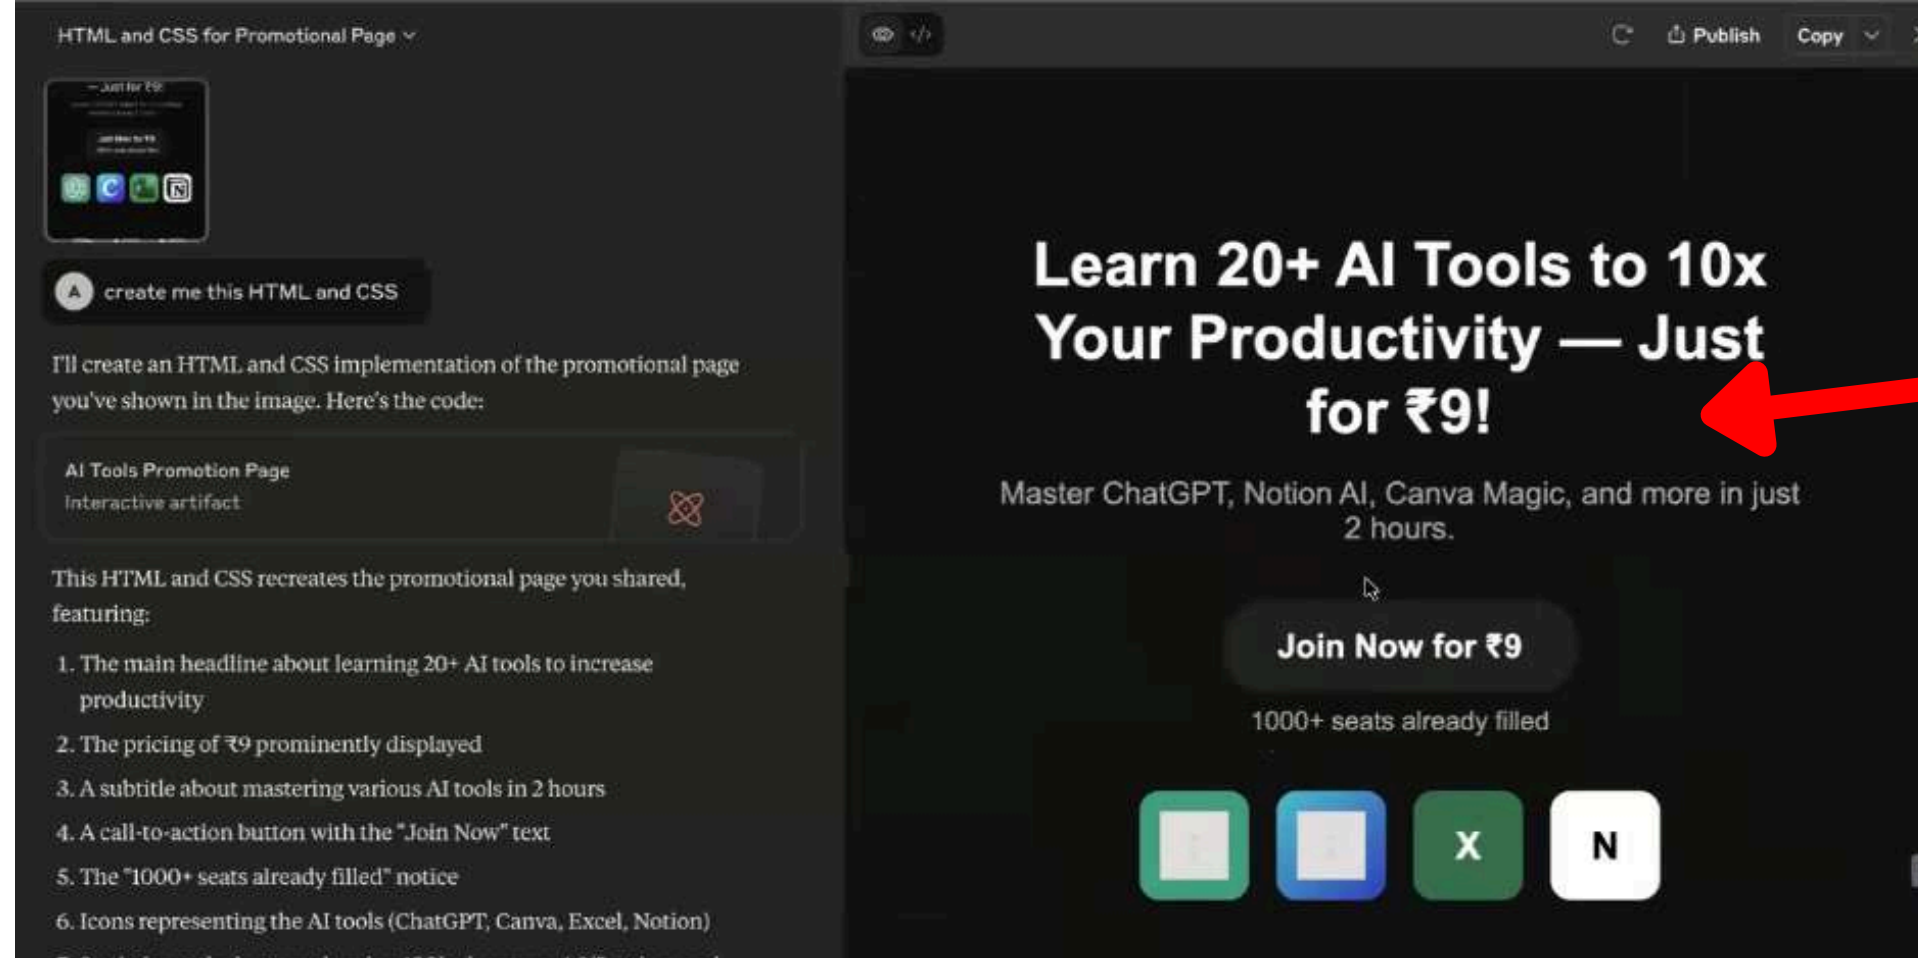 HTML and CSS for Promotional Page
— Just for ₹9!
Just Now for ₹9
N
A create me this HTML and CSS
I'll create an HTML and CSS implementation of the promotional page
you've shown in the image. Here's the code:
AI Tools Promotion Page
Interactive artifact
This HTML and CSS recreates the promotional page you shared,
featuring:
1. The main headline about learning 20+ AI tools to increase
productivity
2. The pricing of ₹9 prominently displayed
3. A subtitle about mastering various AI tools in 2 hours
4. A call-to-action button with the "Join Now" text
5. The "1000+ seats already filled" notice
6. Icons representing the AI tools (ChatGPT, Canva, Excel, Notion)
</> Publish Copy
Learn 20+ AI Tools to 10x
Your Productivity — Just
for ₹9!
Master ChatGPT, Notion AI, Canva Magic, and more in just
2 hours.
Join Now for ₹9
1000+ seats already filled
X N